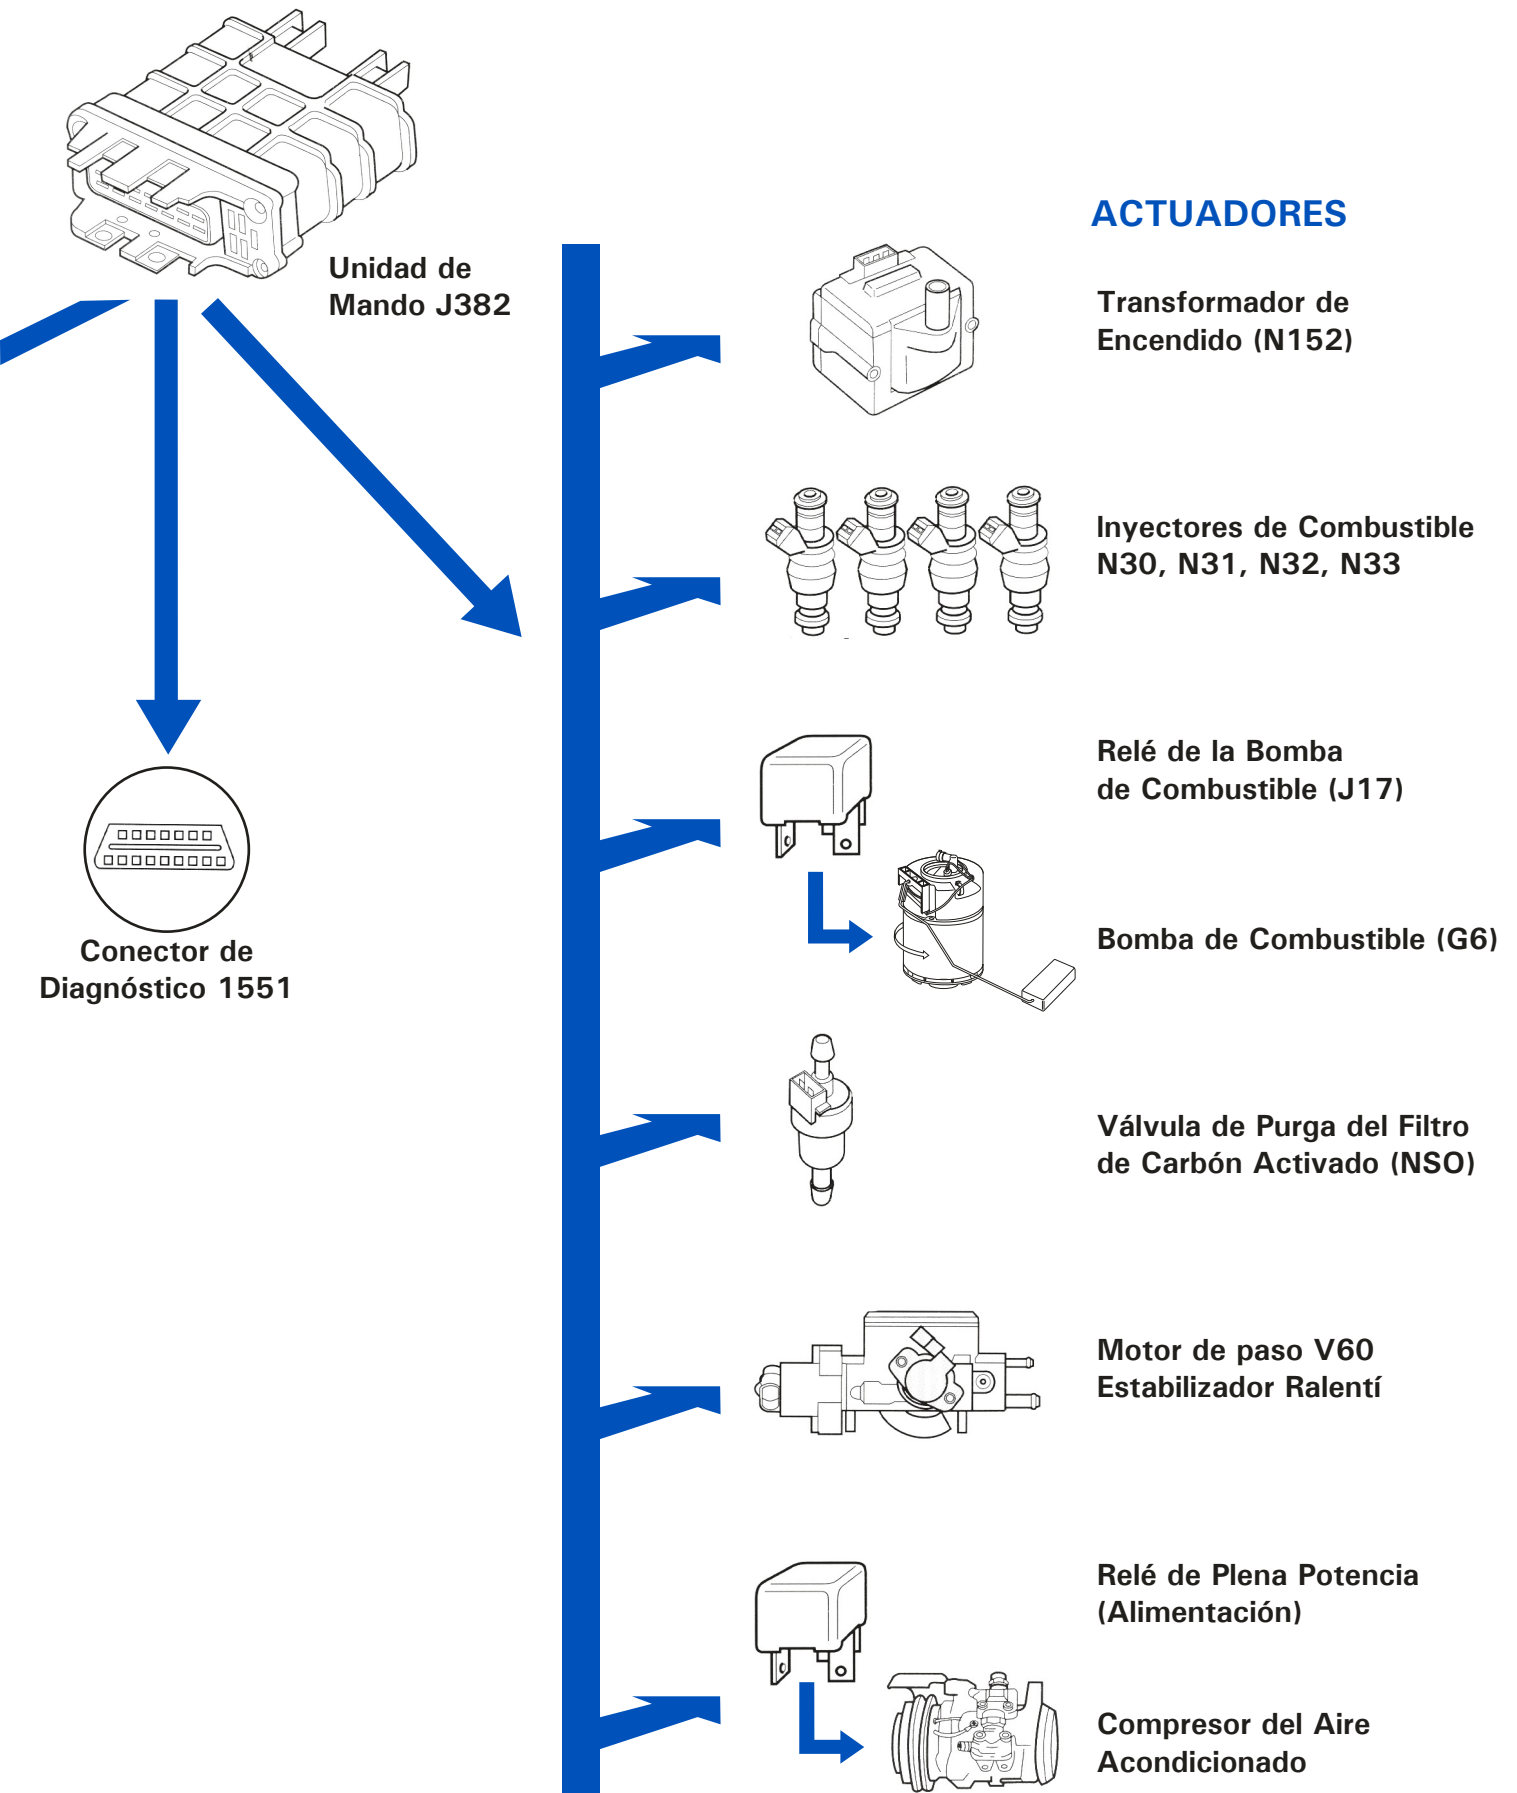 Unidad de
Mando J382
ACTUADORES
Transformador de
Encendido (N152)
Inyectores de Combustible
N30, N31, N32, N33
Relé de la Bomba
de Combustible (J17)
Conector de
Diagnóstico 1551
Bomba de Combustible (G6)
Válvula de Purga del Filtro
de Carbón Activado (NSO)
Motor de paso V60
Estabilizador Ralentí
Relé de Plena Potencia
(Alimentación)
Compresor del Aire
Acondicionado